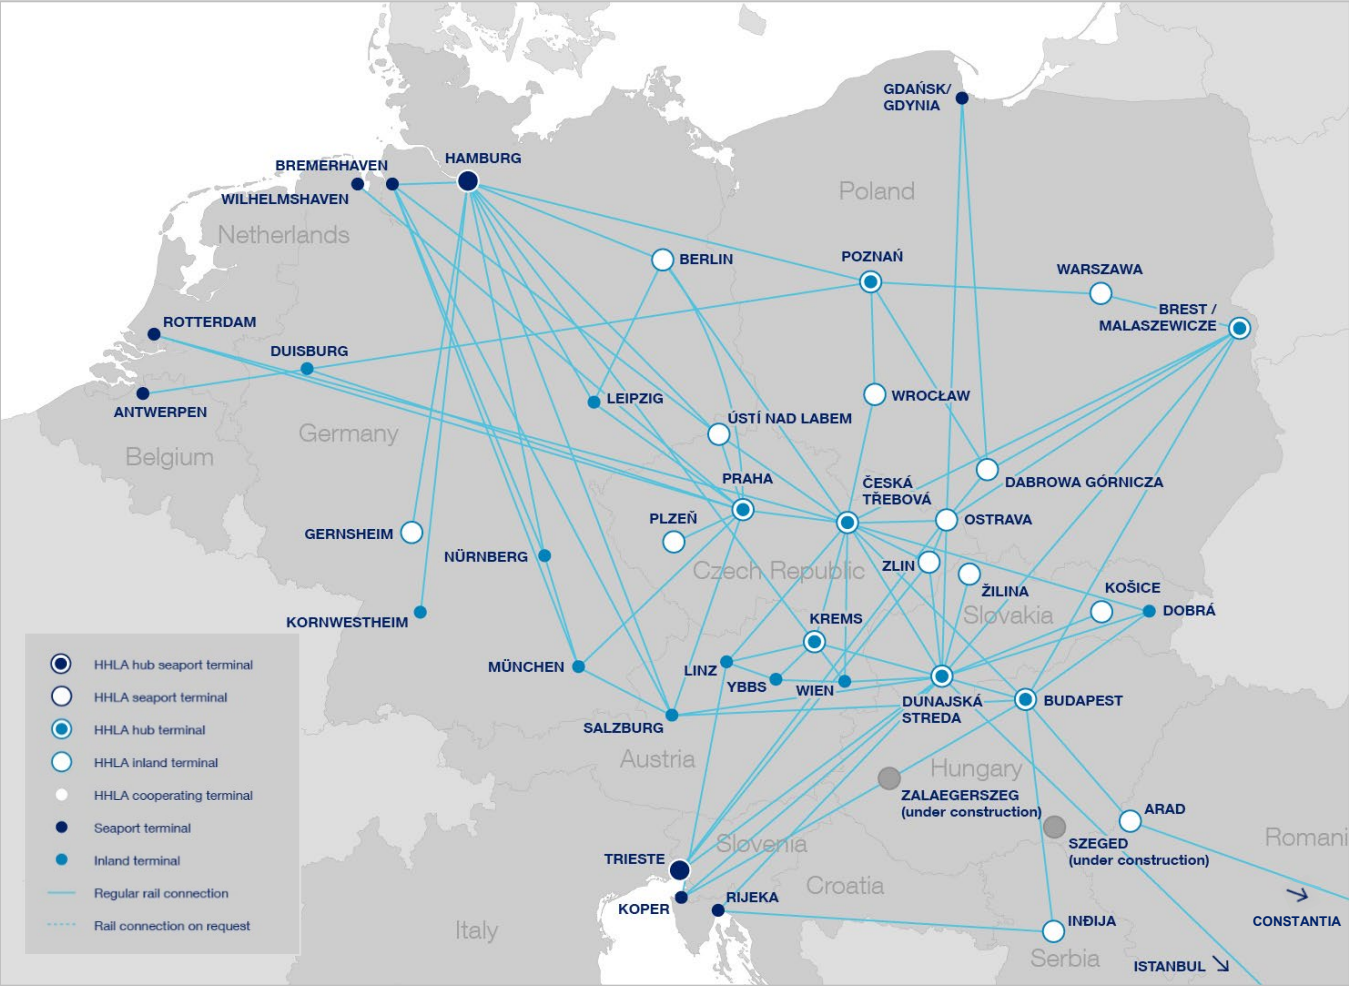 GDAŃSK/
GDYNIA
HAMBURG
BREMERHAVEN
WILHELMSHAVEN
Poland
Netherlands
POZNAŃ
BERLIN
WARSZAWA
BREST /
MALASZEWICZE
ROTTERDAM
DUISBURG
ANTWERPEN
LEIPZIG
WROCŁAW
ÚSTÍ NAD LABEM
Germany
Belgium
PRAHA
ČESKÁ
TŘEBOVÁ
DABROWA GÓRNICZA
PLZEŇ
OSTRAVA
GERNSHEIM
NÜRNBERG
Czech Republic
ZLIN
ŽILINA
KOŠICE
DOBRÁ
Slovakia
KORNWESTHEIM
KREMS
MÜNCHEN
LINZ
YBBS
WIEN
DUNAJSKÁ
STREDA
BUDAPEST
SALZBURG
Austria
Hungary
ZALAEGERSZEG
(under construction)
ARAD
SZEGED
(under construction)
Romani
Slovenia
TRIESTE
KOPER
RIJEKA
Croatia
Italy
INĐIJA
CONSTANTIA
Serbia
ISTANBUL
HHLA hub seaport terminal
HHLA seaport terminal
HHLA hub terminal
HHLA inland terminal
HHLA cooperating terminal
Seaport terminal
Inland terminal
Regular rail connection
Rail connection on request